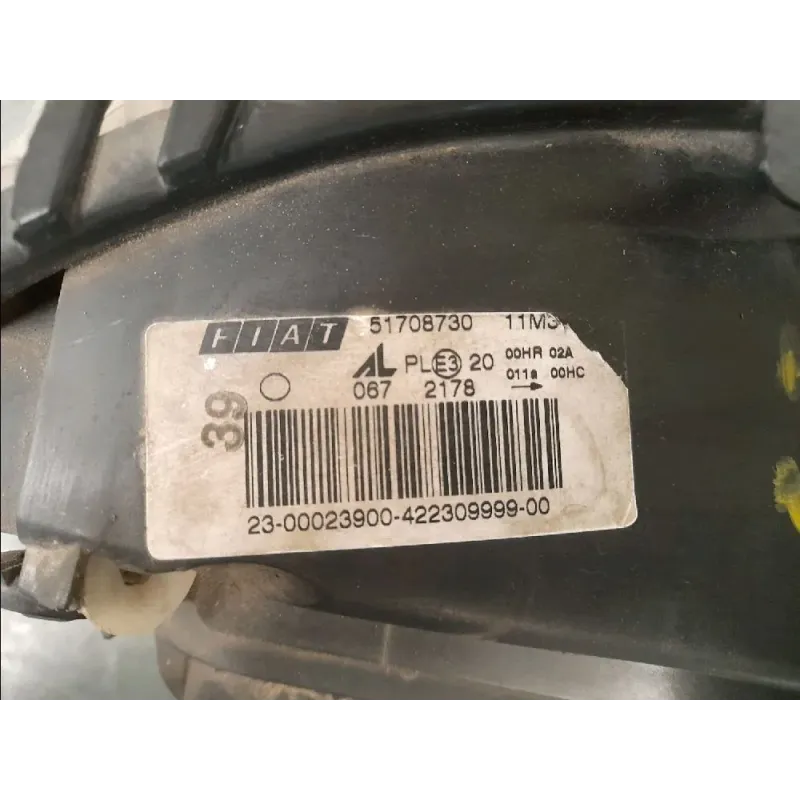 FIAT 51708730
AL PL E3 20 00HR 02A
067 2178 011a → 00HC
39
23-00023900-422309999-00